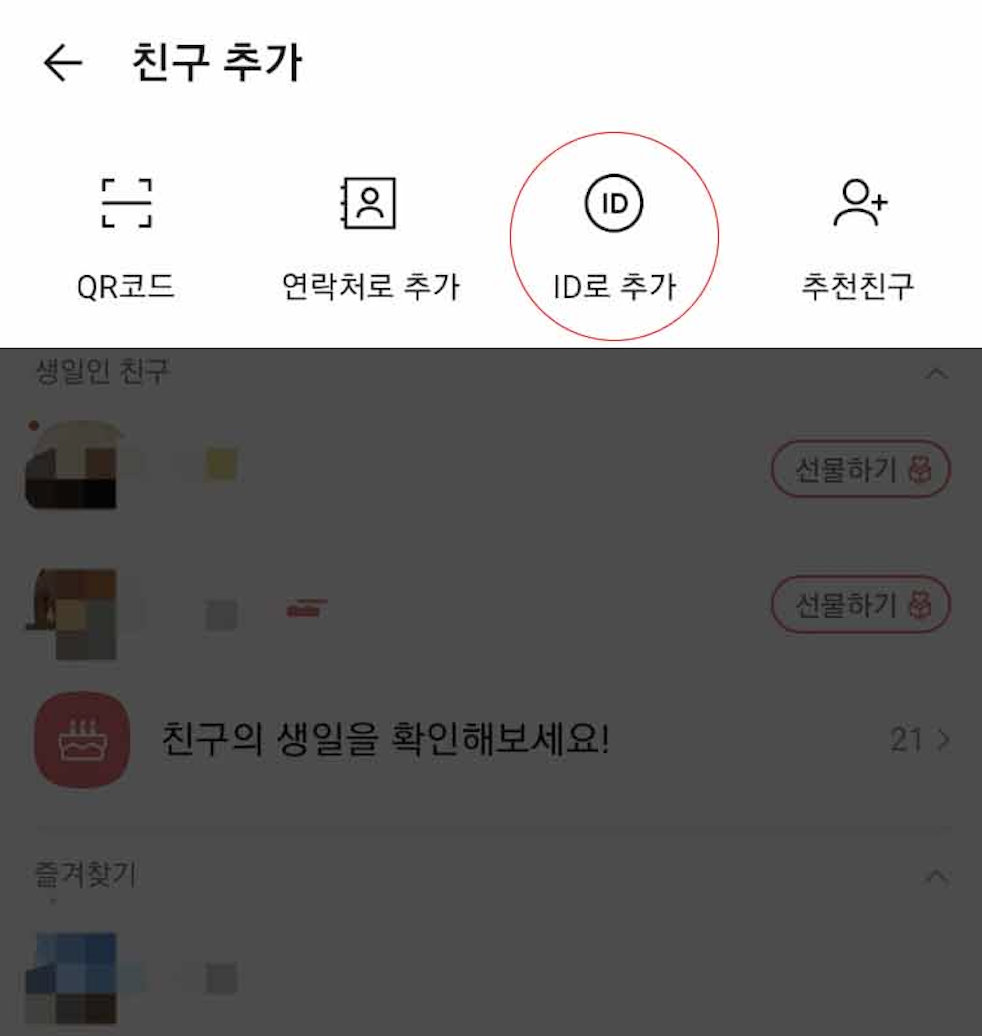 친구 추가
QR코드
연락처로 추가
ID
ID로 추가
추천친구
생일인 친구
선물하기
선물하기
친구의 생일을 확인해보세요! 21
즐겨찾기